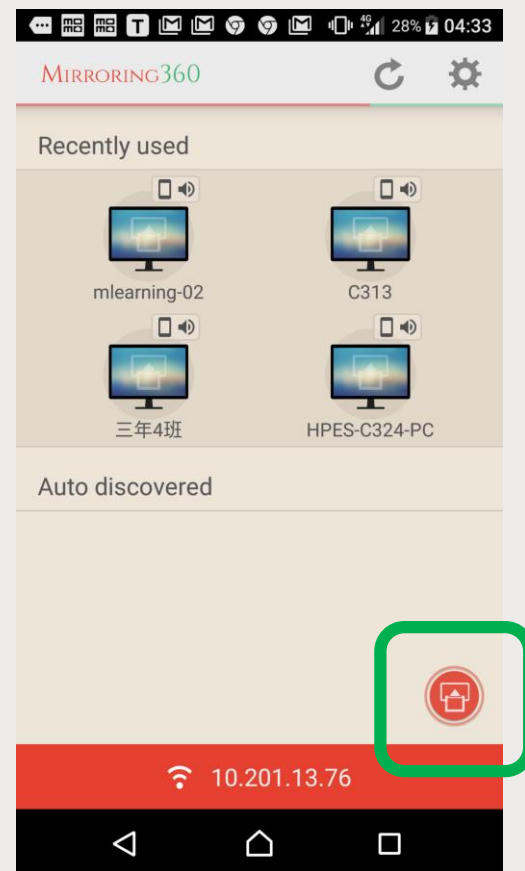 4G 28% 04:33
MIRRORING360
Recently used
mlearning-02 C313
三年4班 HPES-C324-PC
Auto discovered
10.201.13.76